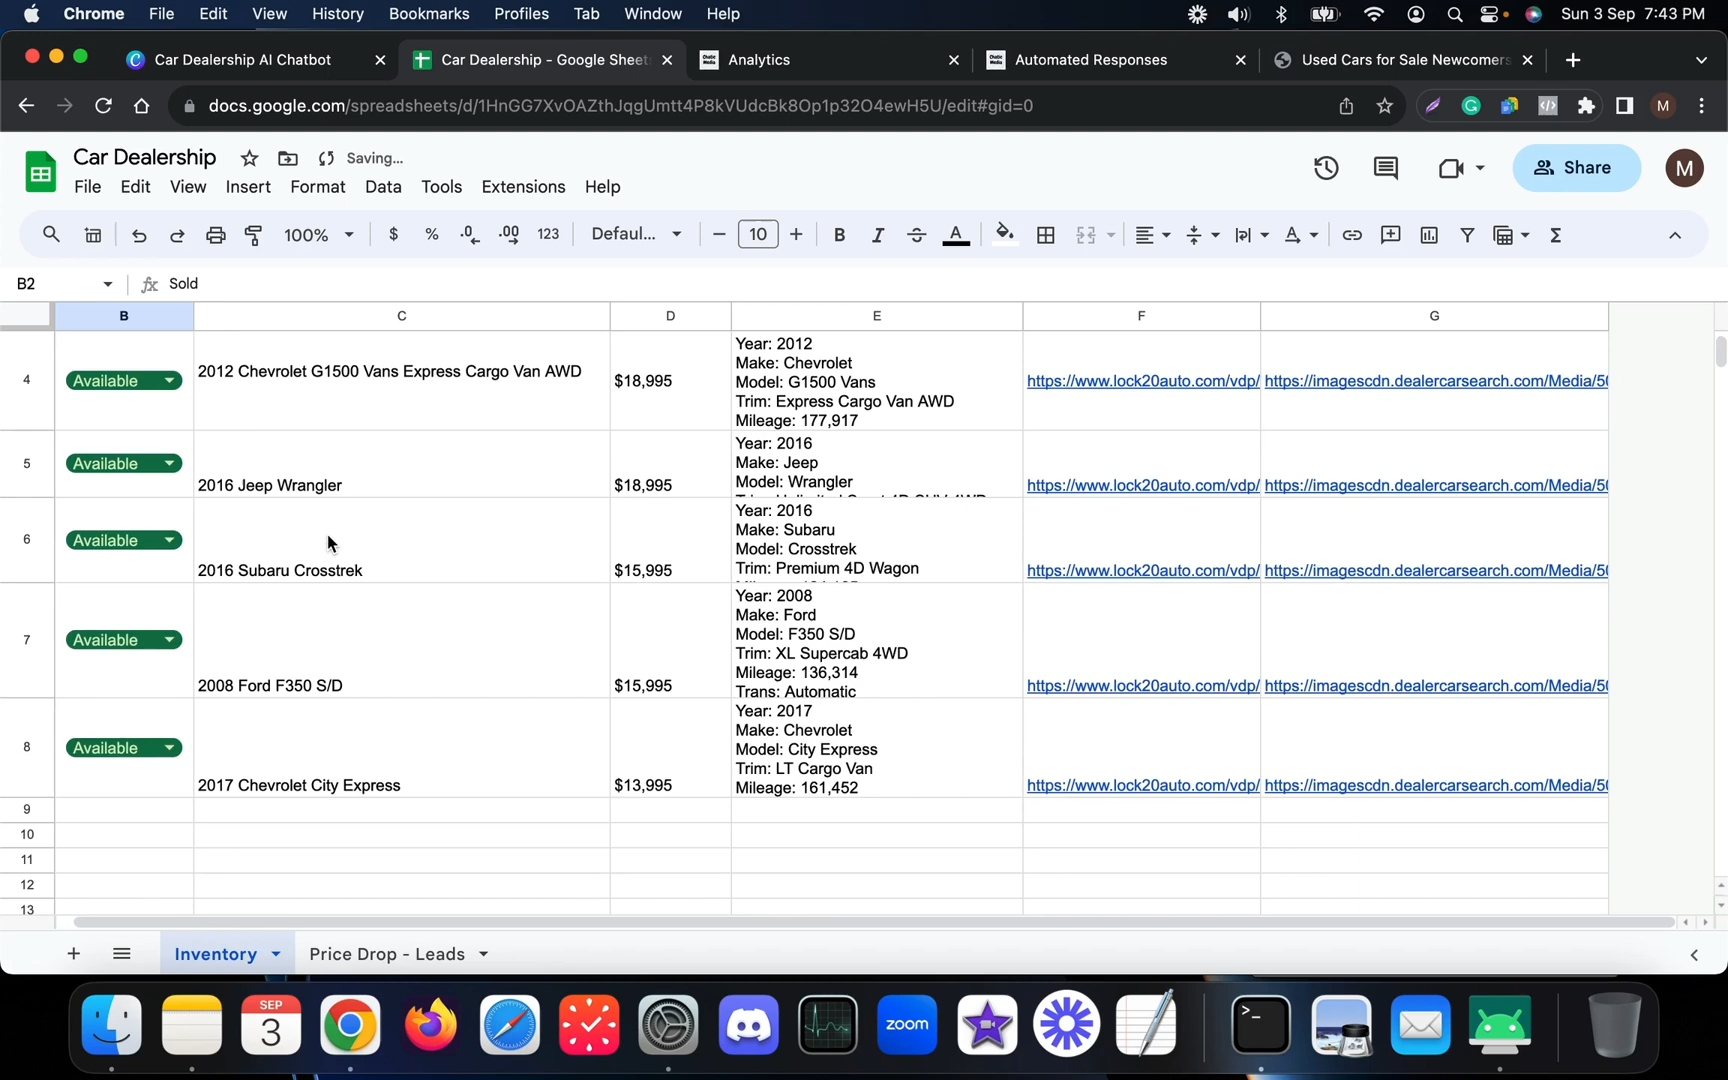 Chrome File Edit View History Bookmarks Profiles Tab Window Help Sun 3 Sep 7:43 PM
Car Dealership AI Chatbot Car Dealership - Google Sheets Analytics Automated Responses Used Cars for Sale Newcomers
docs.google.com/spreadsheets/d/1HnGG7XvOAZthJqgUmtt4P8kVUdcBk8Op1p32O4ewH5U/edit#gid=0 M
Car Dealership Saving...
File Edit View Insert Format Data Tools Extensions Help Share M
100% $ % .0 .00 123 Defaul... 10 B I A
B2 fx Sold
B C D E F G
4 Available 2012 Chevrolet G1500 Vans Express Cargo Van AWD $18,995 https://www.lock20auto.com/vdp/ https://imagescdn.dealercarsearch.com/Media/50
Year: 2012
Make: Chevrolet
Model: G1500 Vans
Trim: Express Cargo Van AWD
Mileage: 177,917
5 Available 2016 Jeep Wrangler $18,995 https://www.lock20auto.com/vdp/ https://imagescdn.dealercarsearch.com/Media/50
Year: 2016
Make: Jeep
Model: Wrangler
6 Available 2016 Subaru Crosstrek $15,995 https://www.lock20auto.com/vdp/ https://imagescdn.dealercarsearch.com/Media/50
Year: 2016
Make: Subaru
Model: Crosstrek
Trim: Premium 4D Wagon
7 Available 2008 Ford F350 S/D $15,995 https://www.lock20auto.com/vdp/ https://imagescdn.dealercarsearch.com/Media/50
Year: 2008
Make: Ford
Model: F350 S/D
Trim: XL Supercab 4WD
Mileage: 136,314
Trans: Automatic
8 Available 2017 Chevrolet City Express $13,995 https://www.lock20auto.com/vdp/ https://imagescdn.dealercarsearch.com/Media/50
Year: 2017
Make: Chevrolet
Model: City Express
Trim: LT Cargo Van
Mileage: 161,452
9
10
11
12
13
Inventory Price Drop - Leads
SEP
3
zoom